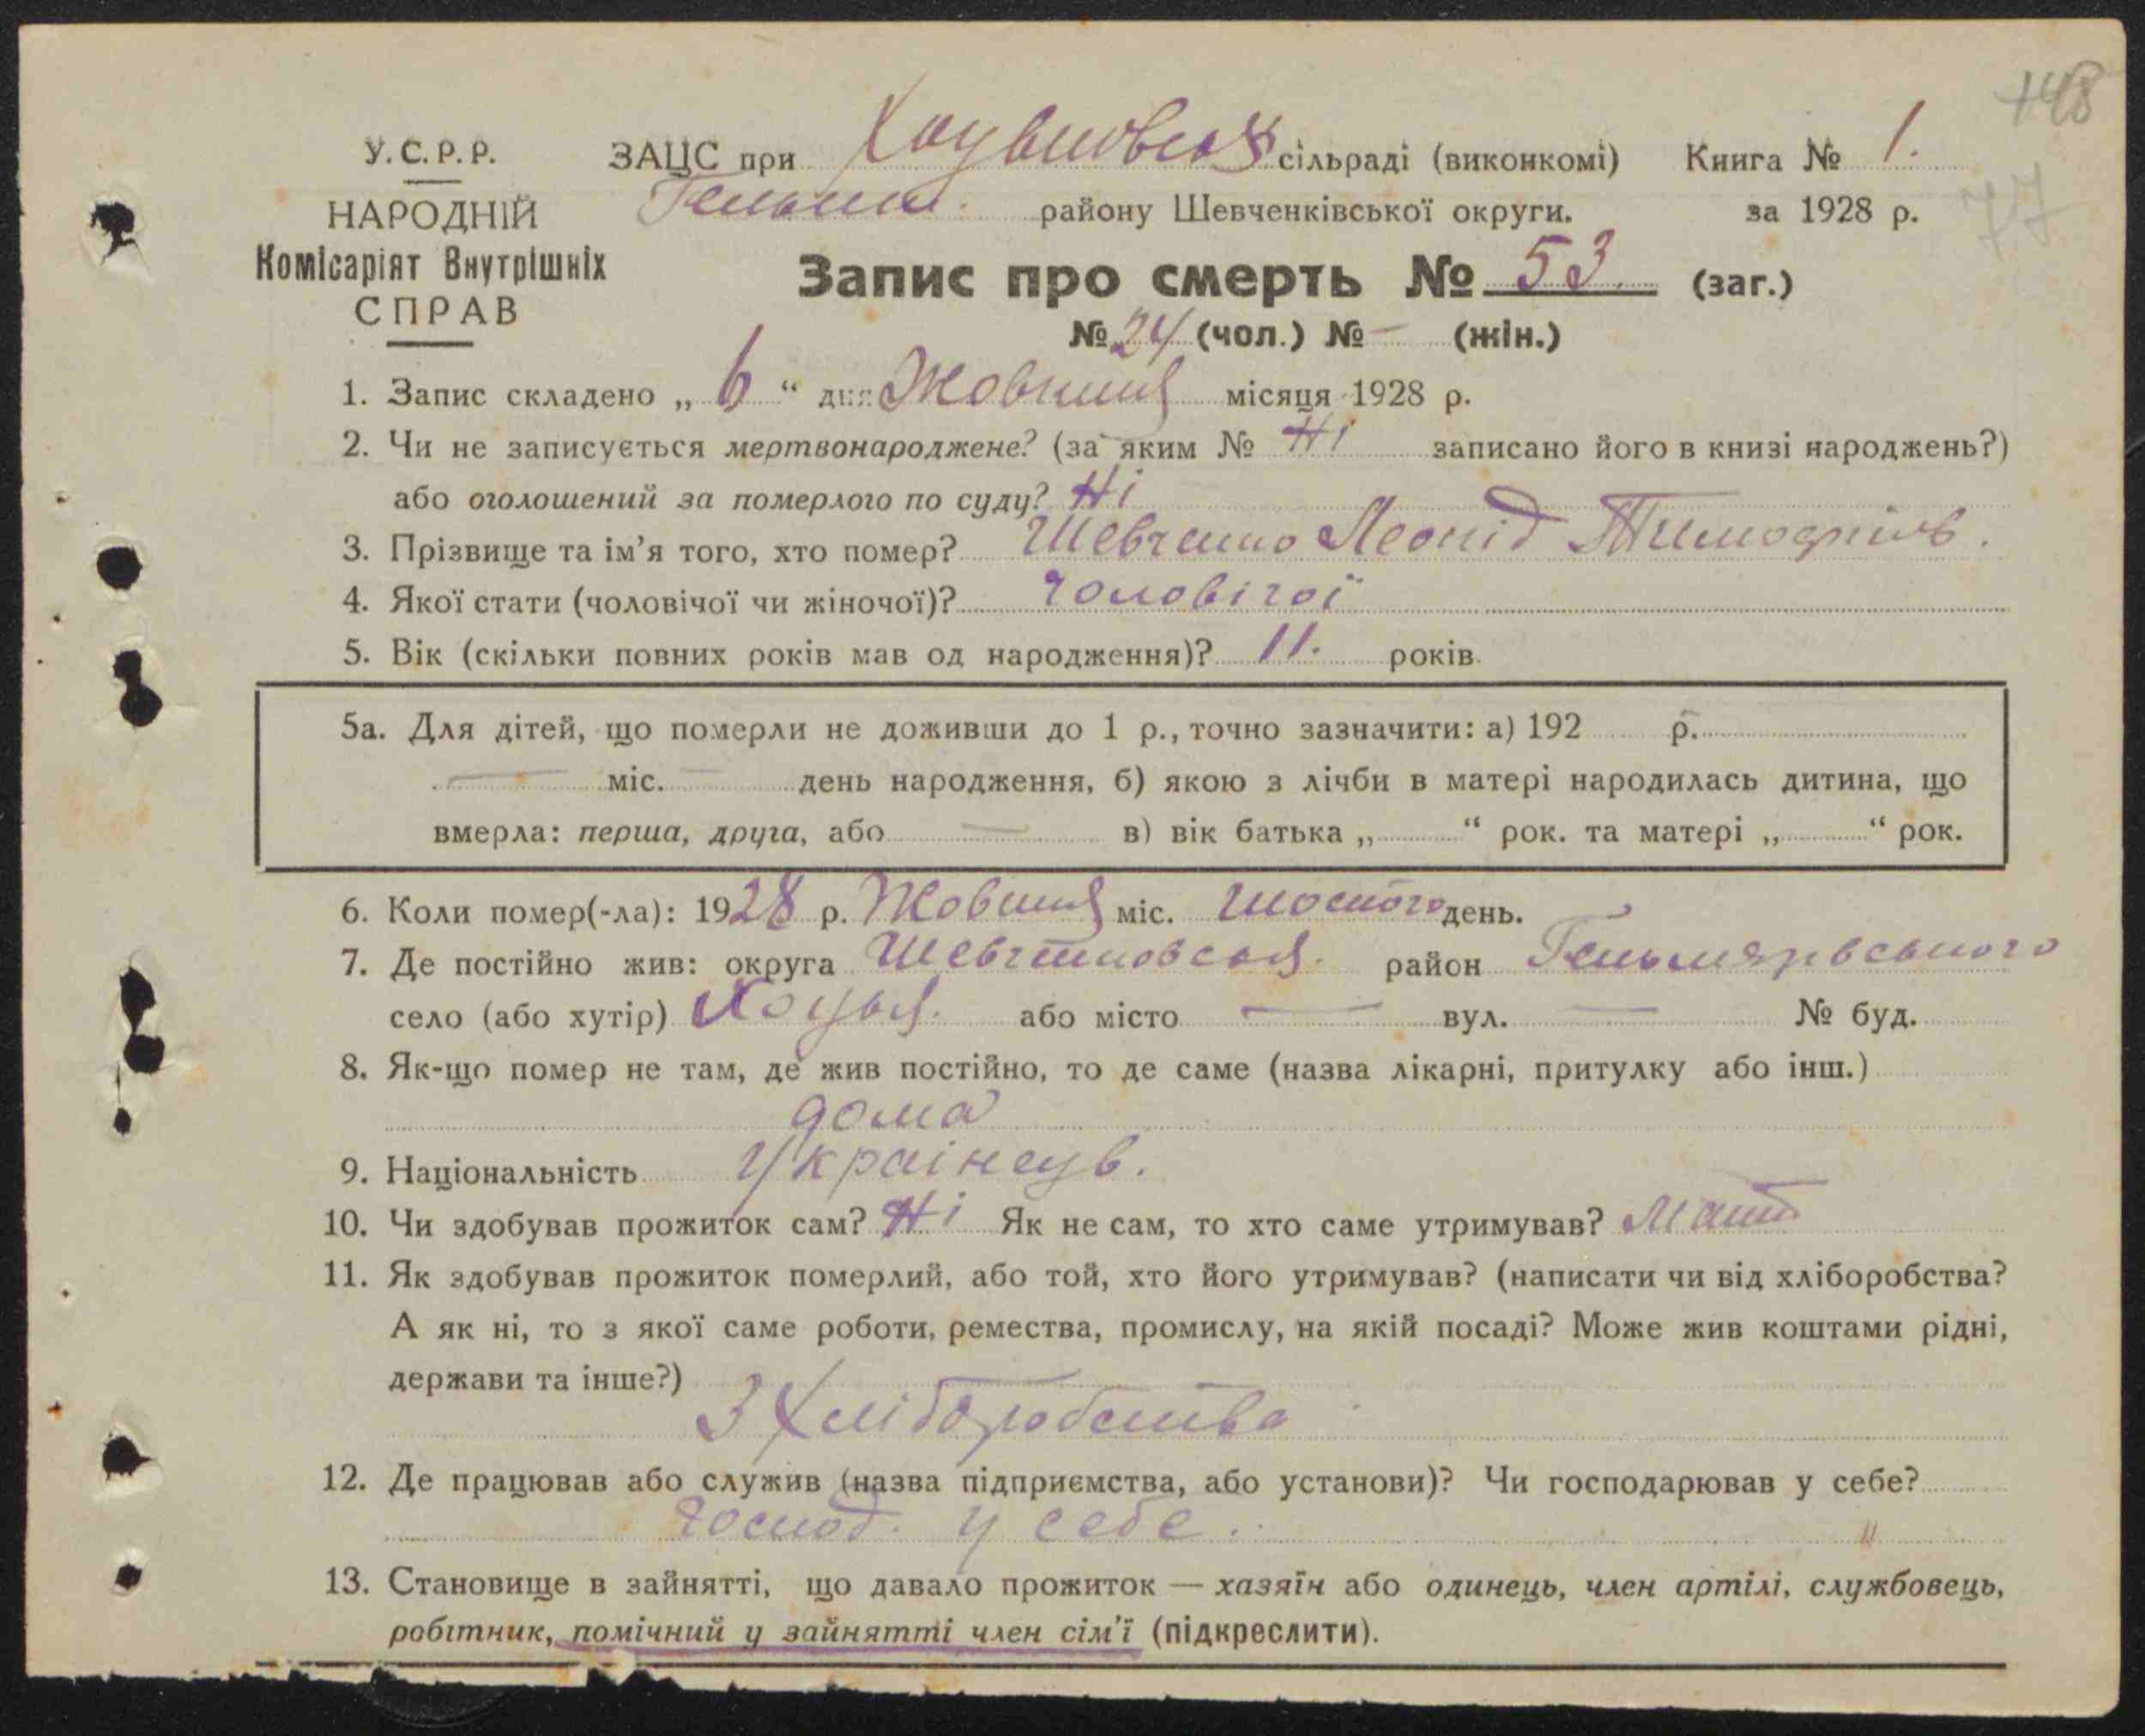 148
У.С.Р.Р. ЗАЦС при сільраді (виконкомі) Книга № 1.
НАРОДНІЙ району Шевченківської округи. за 1928 р. 77
Комісаріят Внутрішніх
СПРАВ
Запис про смерть № 53 (заг.)
№ 24 (чол.) № — (жін.)
1. Запис складено „ 6 “ дня Жовтня місяця 1928 р.
2. Чи не записується мертвонароджене? (за яким № Ні записано його в книзі народжень?)
або оголошений за померлого по суду? Ні
3. Прізвище та ім’я того, хто помер? Шевченко Леонід
4. Якої статі (чоловічої чи жіночої)? Чоловічої
5. Вік (скільки повних років мав од народження)? 11. років.
5а. Для дітей, що померли не доживши до 1 р., точно зазначити: а) 192 р.
— міс. — день народження, б) якою з лічби в матері народилась дитина, що
вмерла: перша, друга, або — в) вік батька „ “ рок. та матері „ “ рок.
6. Коли помер(-ла): 1928 р. Жовтня міс. Шостого день.
7. Де постійно жив: округа район
село (або хутір) або місто — вул. — № буд.
8. Як-що помер не там, де жив постійно, то де саме (назва лікарні, притулку або інш.)
дома
9. Національність
10. Чи здобував прожиток сам? Ні Як не сам, то хто саме утримував? Мати
11. Як здобував прожиток померлий, або той, хто його утримував? (написати чи від хліборобства?
А як ні, то з якої саме роботи, ремества, промислу, на якій посаді? Може жив коштами рідні,
держави та інше?)
З Хліборобства
12. Де працював або служив (назва підприємства, або установи)? Чи господарював у себе?
господ. у себе.
13. Становище в зайнятті, що давало прожиток — хазяїн або одинець, член артілі, службовець,
робітник, помічний у зайнятті член сім’ї (підкреслити).